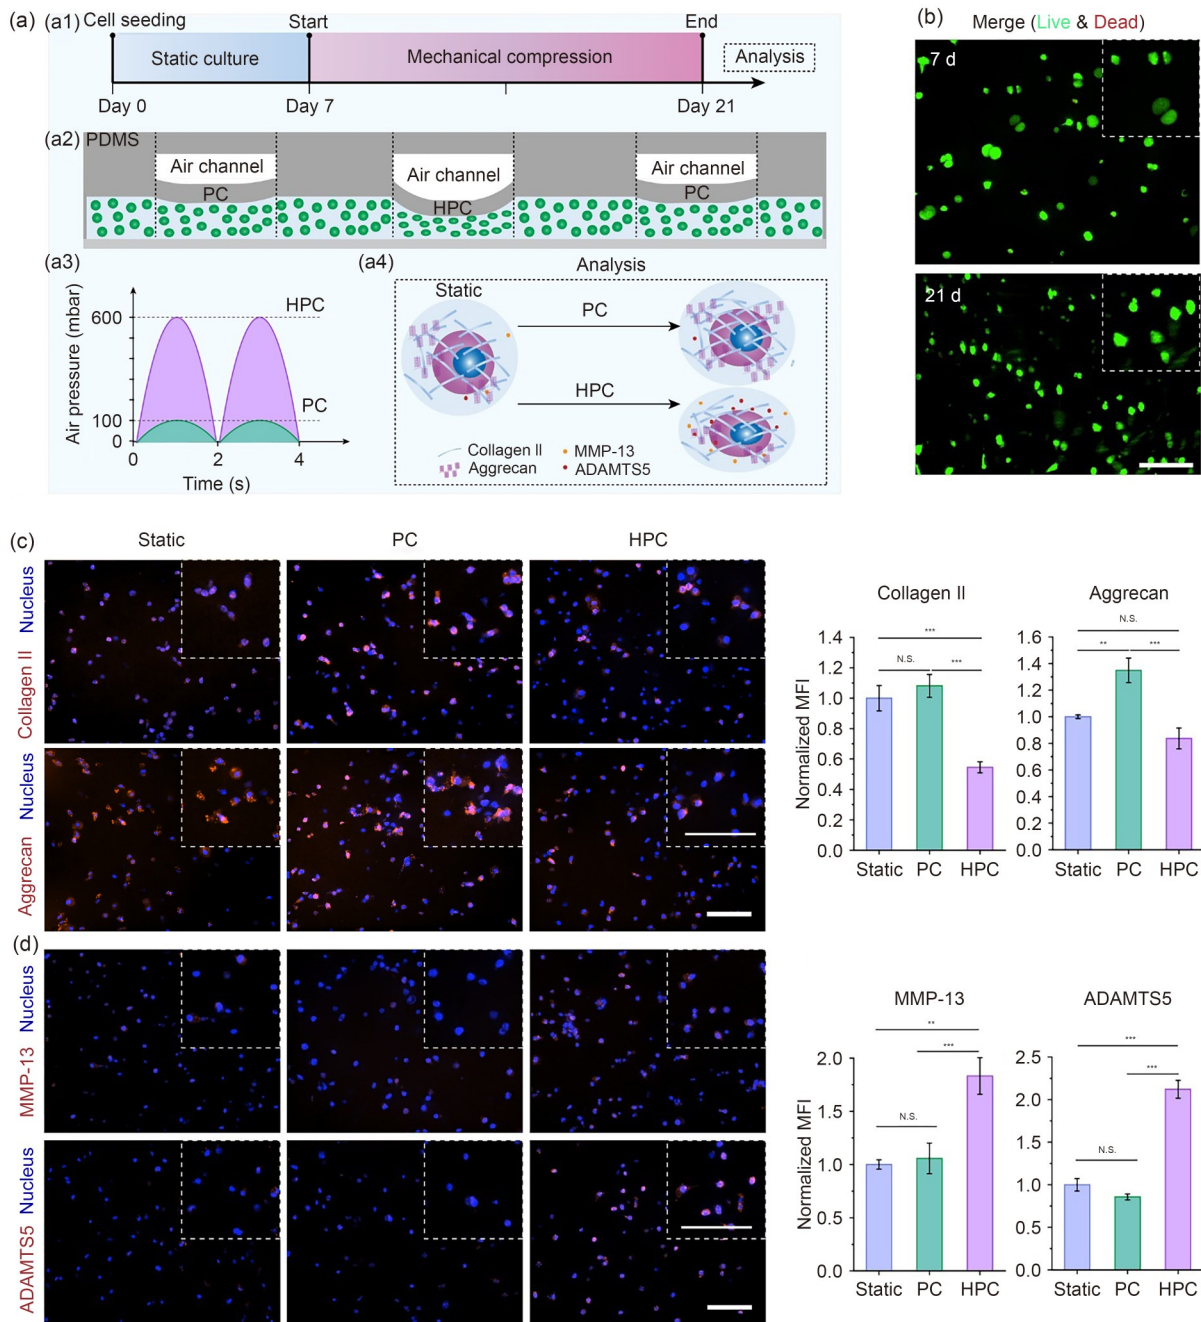 (a) (a1) Cell seeding Start End
Static culture Mechanical compression Analysis
Day 0 Day 7 Day 21
(a2) PDMS
Air channel Air channel Air channel
PC HPC PC
(a3)
Air pressure (mbar)
600 HPC
100 PC
0
0 2 4
Time (s)
(a4) Analysis
Static
PC
HPC
Collagen II MMP-13
Aggrecan ADAMTS5
(b) Merge (Live & Dead)
7 d
21 d
(c) Static PC HPC
Collagen II Nucleus
Aggrecan Nucleus
Collagen II
Normalized MFI
1.4
1.2
1.0
0.8
0.6
0.4
0.2
0.0
***
N.S. ***
Static PC HPC
Aggrecan
1.6
1.4
1.2
1.0
0.8
0.6
0.4
0.2
0.0
N.S.
** ***
Static PC HPC
(d)
MMP-13 Nucleus
ADAMTS5 Nucleus
MMP-13
Normalized MFI
2.0
1.5
1.0
0.5
0.0
**
***
N.S.
Static PC HPC
ADAMTS5
2.5
2.0
1.5
1.0
0.5
0.0
***
***
N.S.
Static PC HPC